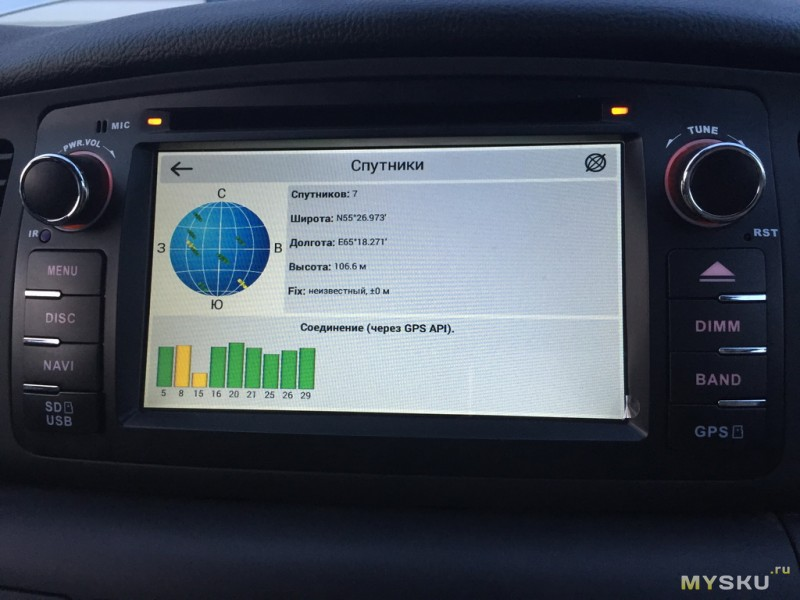 MIC
PWR.VOL
TUNE
IR
RST
MENU
DISC
NAVI
SD
USB
Спутники
С
З
В
Ю
Спутников: 7
Широта: N55°26.973'
Долгота: E65°18.271'
Высота: 106.6 м
Fix: неизвестный, ±0 м
Соединение (через GPS API).
5 8 15 16 20 21 25 26 29
DIMM
BAND
GPS
MYSKU.ru